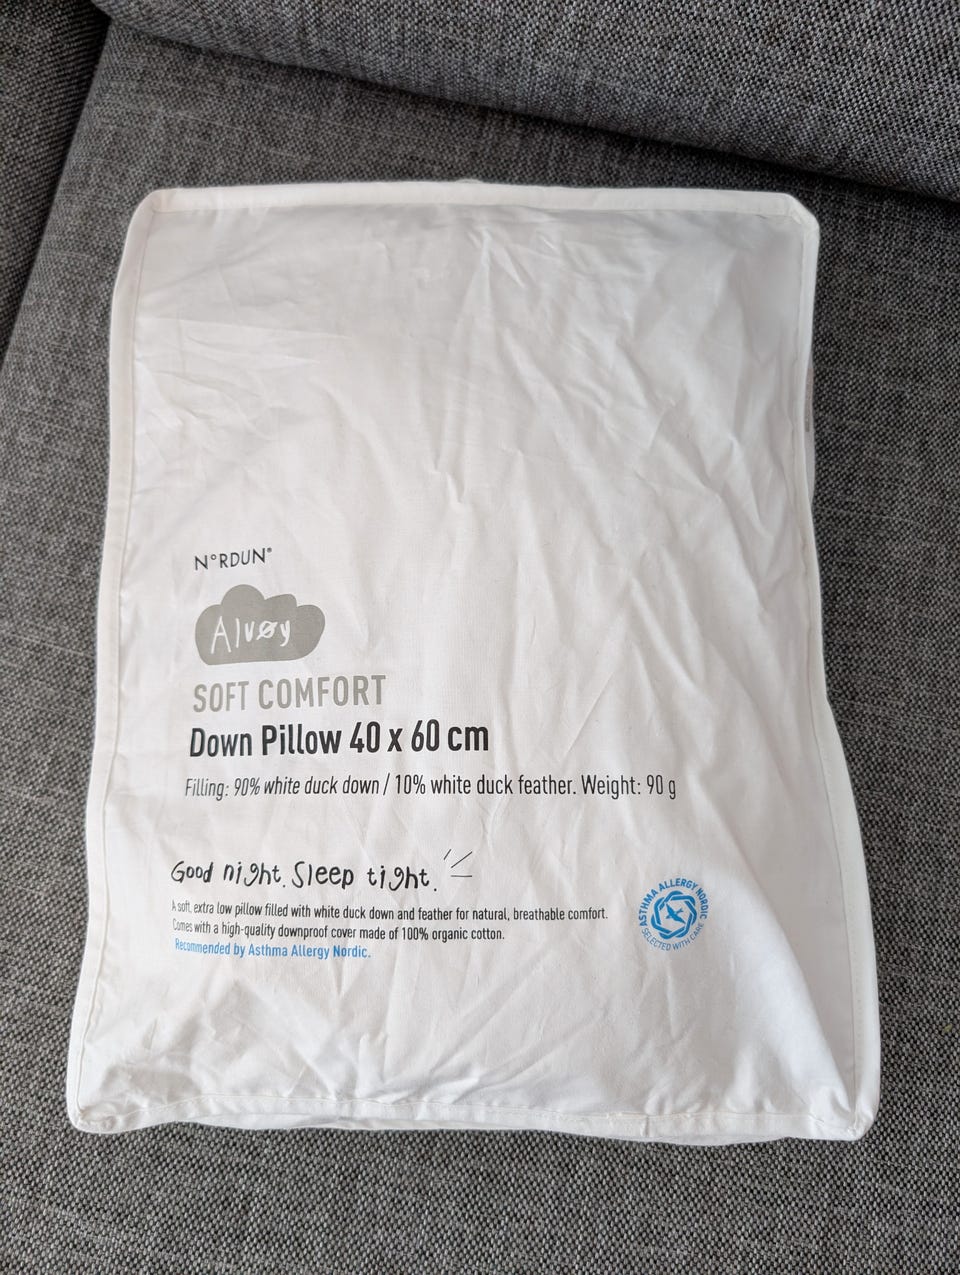 N°RDUN°
Alvøy
SOFT COMFORT
Down Pillow 40 x 60 cm
Filling: 90% white duck down / 10% white duck feather. Weight: 90 g
Good night. Sleep tight.
A soft, extra low pillow filled with white duck down and feather for natural, breathable comfort.
Comes with a high-quality downproof cover made of 100% organic cotton.
Recommended by Asthma Allergy Nordic.
ASTHMA ALLERGY NORDIC
SELECTED WITH CARE